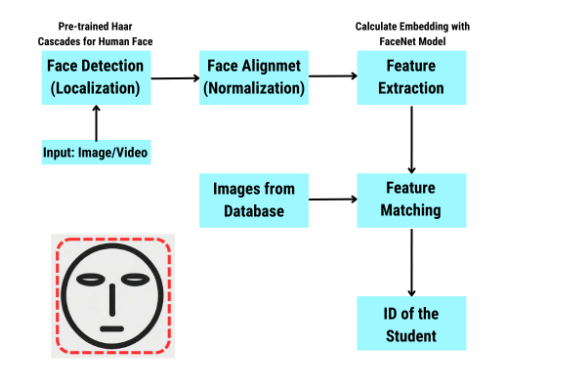 Pre-trained Haar
Cascades for Human Face
Face Detection
(Localization)
Input: Image/Video
Face Alignmet
(Normalization)
Calculate Embedding with
FaceNet Model
Feature
Extraction
Images from
Database
Feature
Matching
ID of the
Student